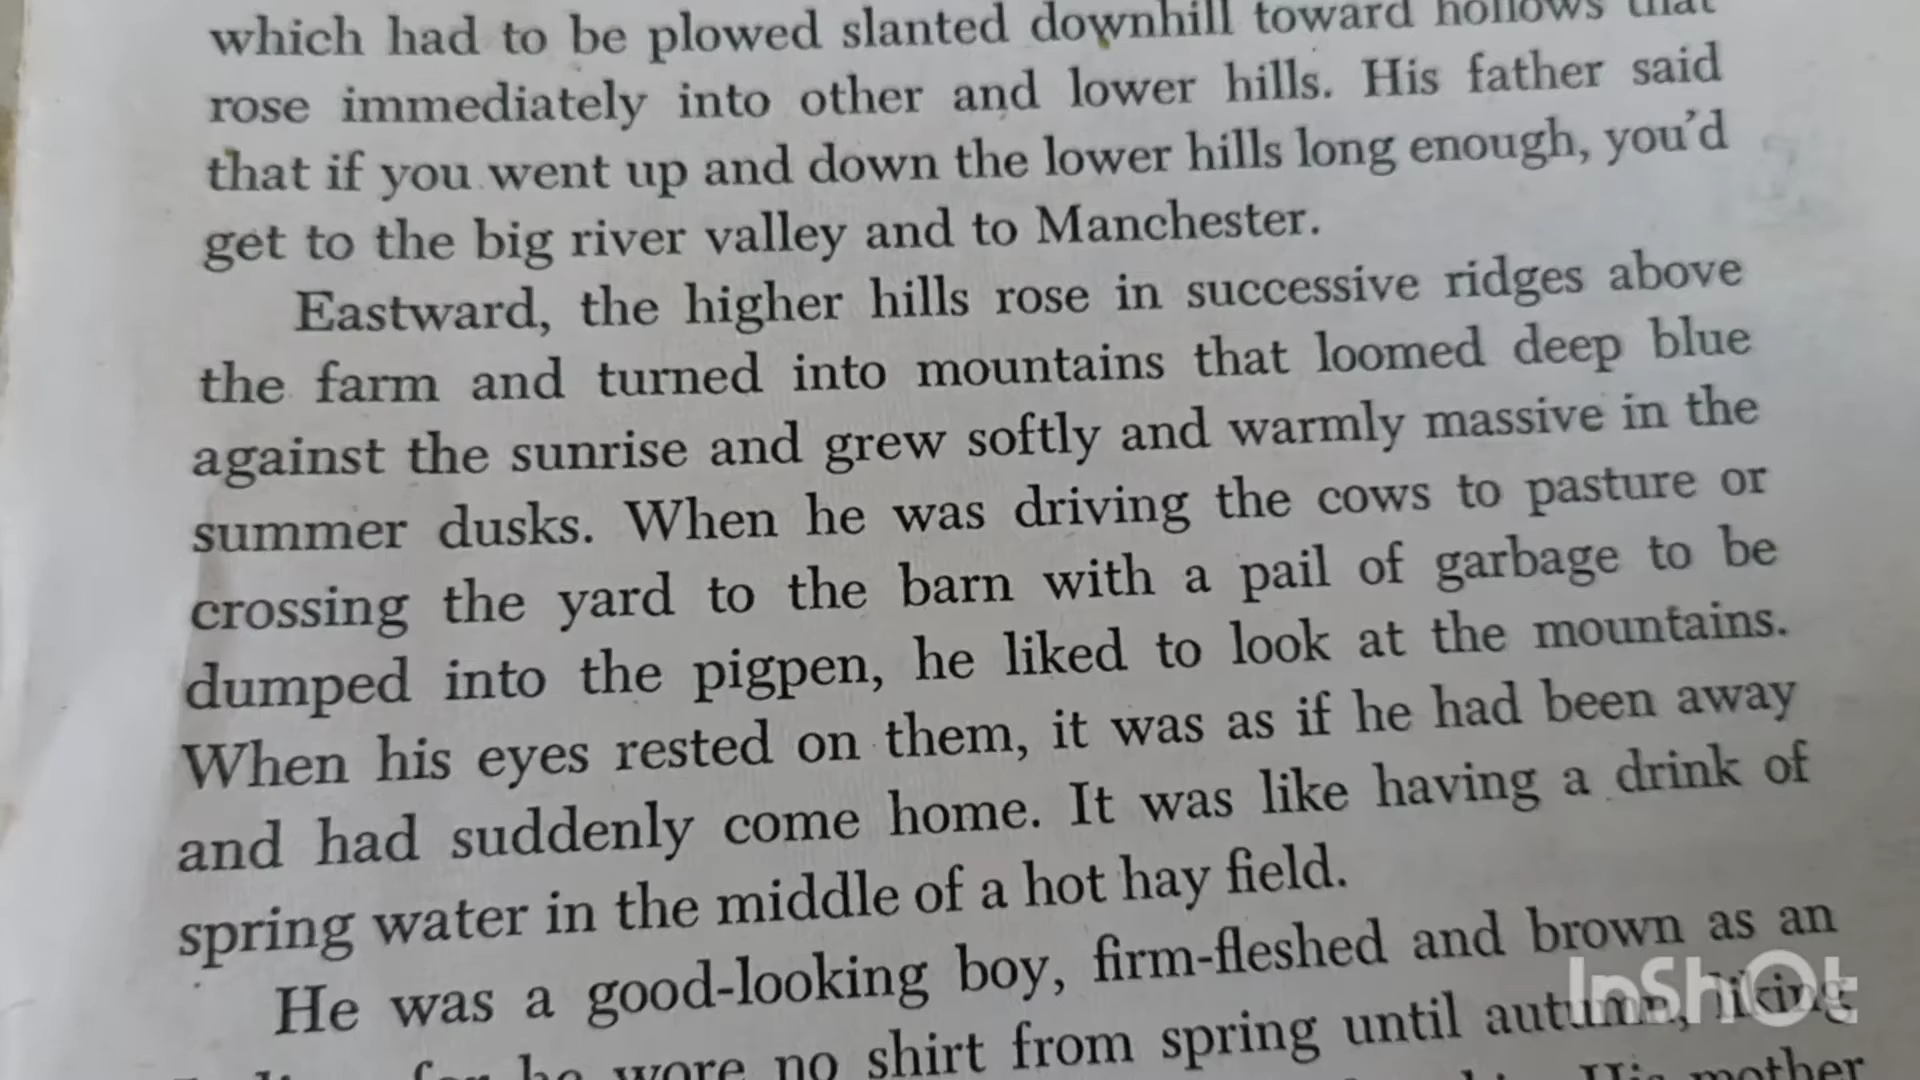 which had to be plowed slanted downhill toward hollows that
rose immediately into other and lower hills. His father said
that if you went up and down the lower hills long enough, you'd
get to the big river valley and to Manchester.
Eastward, the higher hills rose in successive ridges above
the farm and turned into mountains that loomed deep blue
against the sunrise and grew softly and warmly massive in the
summer dusks. When he was driving the cows to pasture or
crossing the yard to the barn with a pail of garbage to be
dumped into the pigpen, he liked to look at the mountains.
When his eyes rested on them, it was as if he had been away
and had suddenly come home. It was like having a drink of
spring water in the middle of a hot hay field.
He was a good-looking boy, firm-fleshed and brown as an
for he wore no shirt from spring until autumn, liking
His mother
InShOt